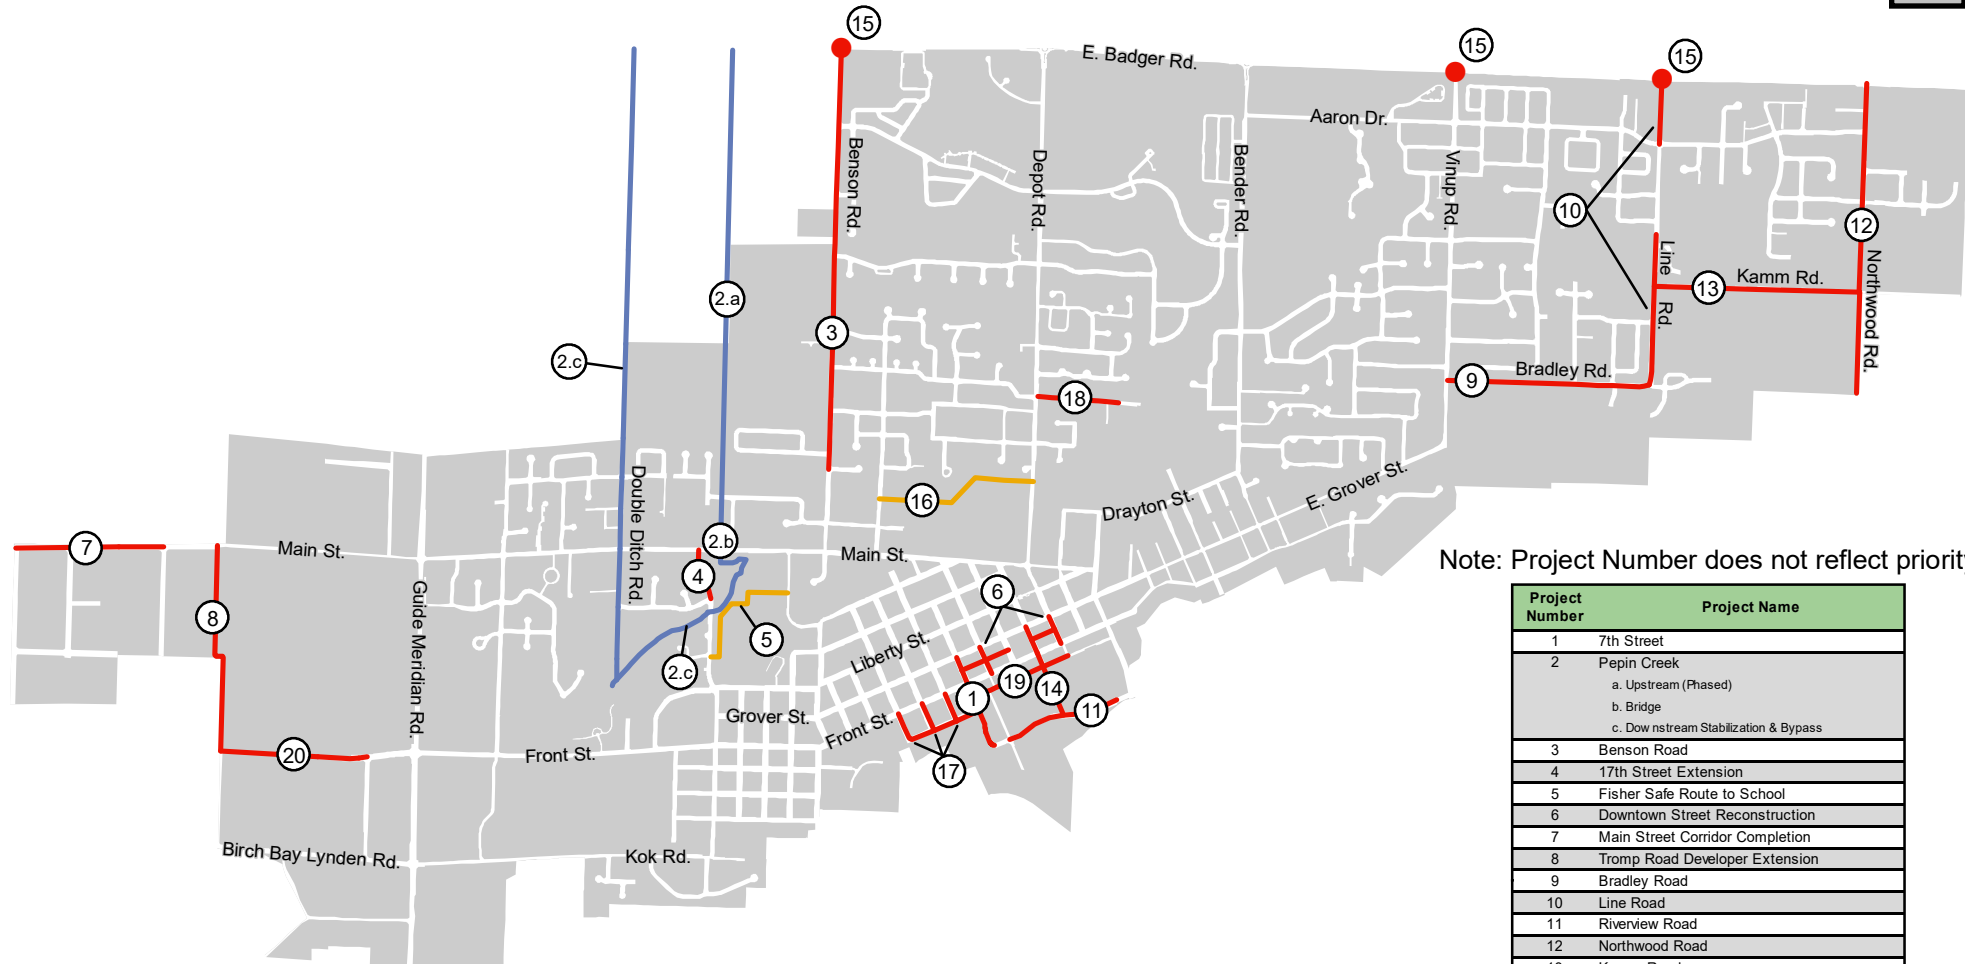 15
15
15
E. Badger Rd.
Aaron Dr.
Benson Rd.
Depot Rd.
Bender Rd.
Vinup Rd.
10
12
Line Rd.
Kamm Rd.
13
Northwood Rd.
2.a
3
2.c
Bradley Rd.
9
18
16
Double Ditch Rd.
Drayton St.
E. Grover St.
7
Main St.
2.b
Main St.
4
6
8
Guide Meridian Rd.
5
2.c
Liberty St.
19
14
1
11
Grover St.
Front St.
17
20
Front St.
Birch Bay Lynden Rd.
Kok Rd.
Note: Project Number does not reflect priority
Project Number Project Name
1 7th Street
2 Pepin Creek
a. Upstream (Phased)
b. Bridge
c. Downstream Stabilization & Bypass
3 Benson Road
4 17th Street Extension
5 Fisher Safe Route to School
6 Downtown Street Reconstruction
7 Main Street Corridor Completion
8 Tromp Road Developer Extension
9 Bradley Road
10 Line Road
11 Riverview Road
12 Northwood Road